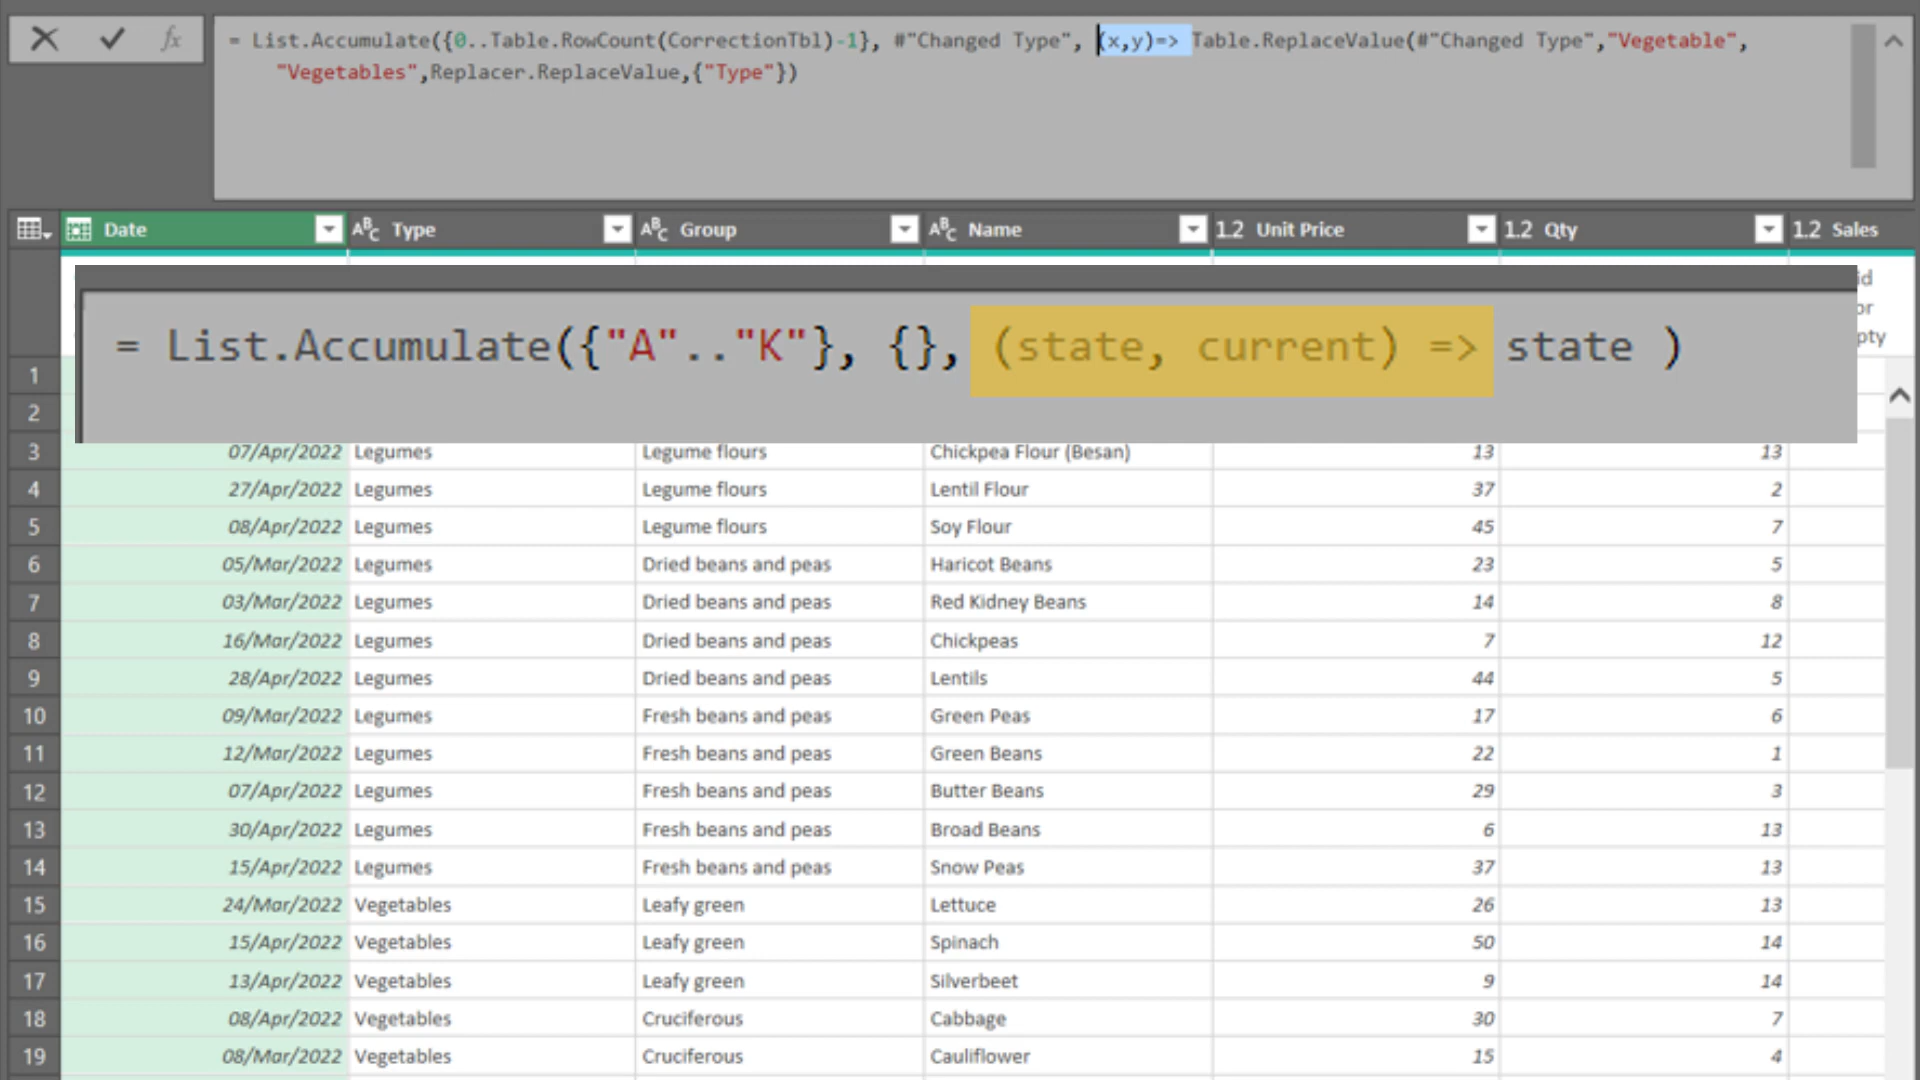 = List.Accumulate({0..Table.RowCount(CorrectionTbl)-1}, #"Changed Type", (x,y)=> Table.ReplaceValue(#"Changed Type","Vegetable",
"Vegetables",Replacer.ReplaceValue,{"Type"})
Date ABC Type ABC Group ABC Name 1.2 Unit Price 1.2 Qty 1.2 Sales
= List.Accumulate({"A".."K"}, {}, (state, current) => state )
1
2
3 07/Apr/2022 Legumes Legume flours Chickpea Flour (Besan) 13 13
4 27/Apr/2022 Legumes Legume flours Lentil Flour 37 2
5 08/Apr/2022 Legumes Legume flours Soy Flour 45 7
6 05/Mar/2022 Legumes Dried beans and peas Haricot Beans 23 5
7 03/Mar/2022 Legumes Dried beans and peas Red Kidney Beans 14 8
8 16/Mar/2022 Legumes Dried beans and peas Chickpeas 7 12
9 28/Apr/2022 Legumes Dried beans and peas Lentils 44 5
10 09/Mar/2022 Legumes Fresh beans and peas Green Peas 17 6
11 12/Mar/2022 Legumes Fresh beans and peas Green Beans 22 1
12 07/Apr/2022 Legumes Fresh beans and peas Butter Beans 29 3
13 30/Apr/2022 Legumes Fresh beans and peas Broad Beans 6 13
14 15/Apr/2022 Legumes Fresh beans and peas Snow Peas 37 13
15 24/Mar/2022 Vegetables Leafy green Lettuce 26 13
16 15/Apr/2022 Vegetables Leafy green Spinach 50 14
17 13/Apr/2022 Vegetables Leafy green Silverbeet 9 14
18 08/Apr/2022 Vegetables Cruciferous Cabbage 30 7
19 08/Mar/2022 Vegetables Cruciferous Cauliflower 15 4